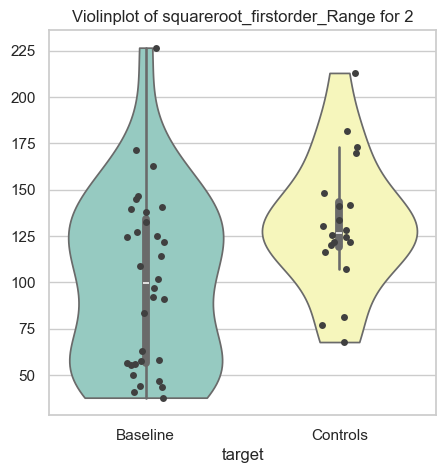 Violinplot of squareroot_firstorder_Range for 2
225
200
175
150
125
100
75
50
Baseline
Controls
target